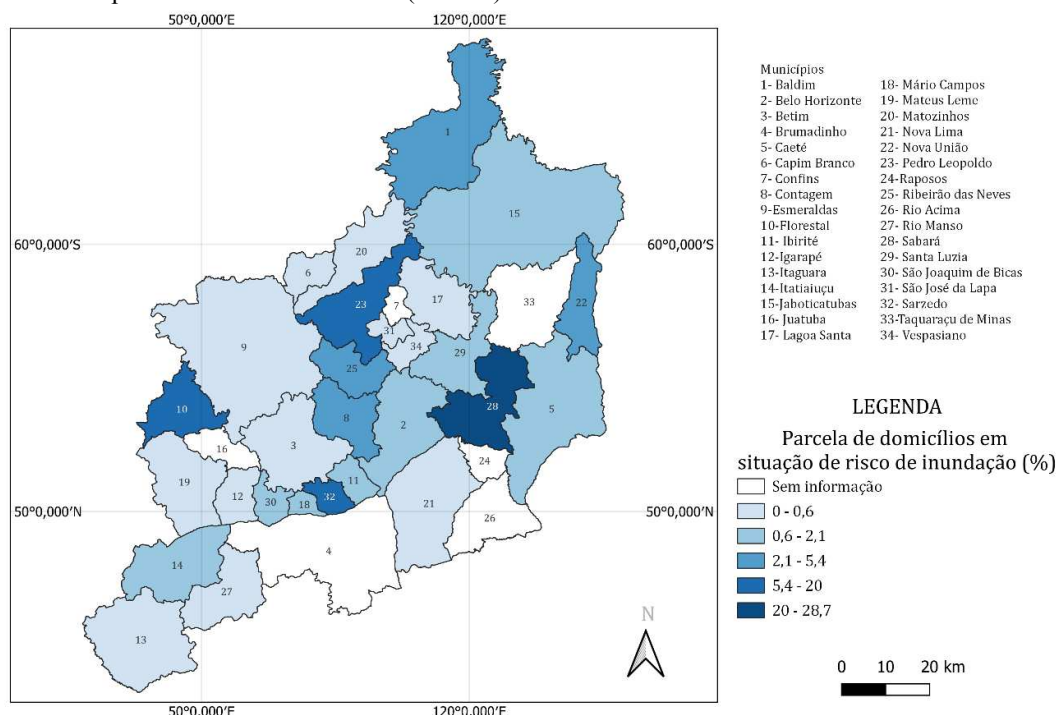 50°0,000'E 120°0,000'E
Municípios
1- Baldim 18- Mário Campos
2- Belo Horizonte 19- Mateus Leme
3- Betim 20- Matozinhos
4- Brumadinho 21- Nova Lima
5- Caeté 22- Nova União
6- Capim Branco 23- Pedro Leopoldo
7- Confins 24-Raposos
8- Contagem 25- Ribeirão das Neves
9-Esmeraldas 26- Rio Acima
10-Florestal 27- Rio Manso
11- Ibirité 28- Sabará
12-Igarapé 29- Santa Luzia
13-Itaguara 30- São Joaquim de Bicas
14-Itatiaiuçu 31- São José da Lapa
15-Jaboticatubas 32- Sarzedo
16- Juatuba 33-Taquaraçu de Minas
17- Lagoa Santa 34- Vespasiano
1
15
60°0,000'S 60°0,000'S
20
6
23
7
17
33
22
31
34
9
29
25
10
8
2
28
5
16
3
24
19
12
30
18
32
11
21
26
50°0,000'N 50°0,000'N
4
14
27
13
N
50°0,000'E 120°0,000'E
LEGENDA
Parcela de domicílios em
situação de risco de inundação (%)
Sem informação
0 - 0,6
0,6 - 2,1
2,1 - 5,4
5,4 - 20
20 - 28,7
0 10 20 km